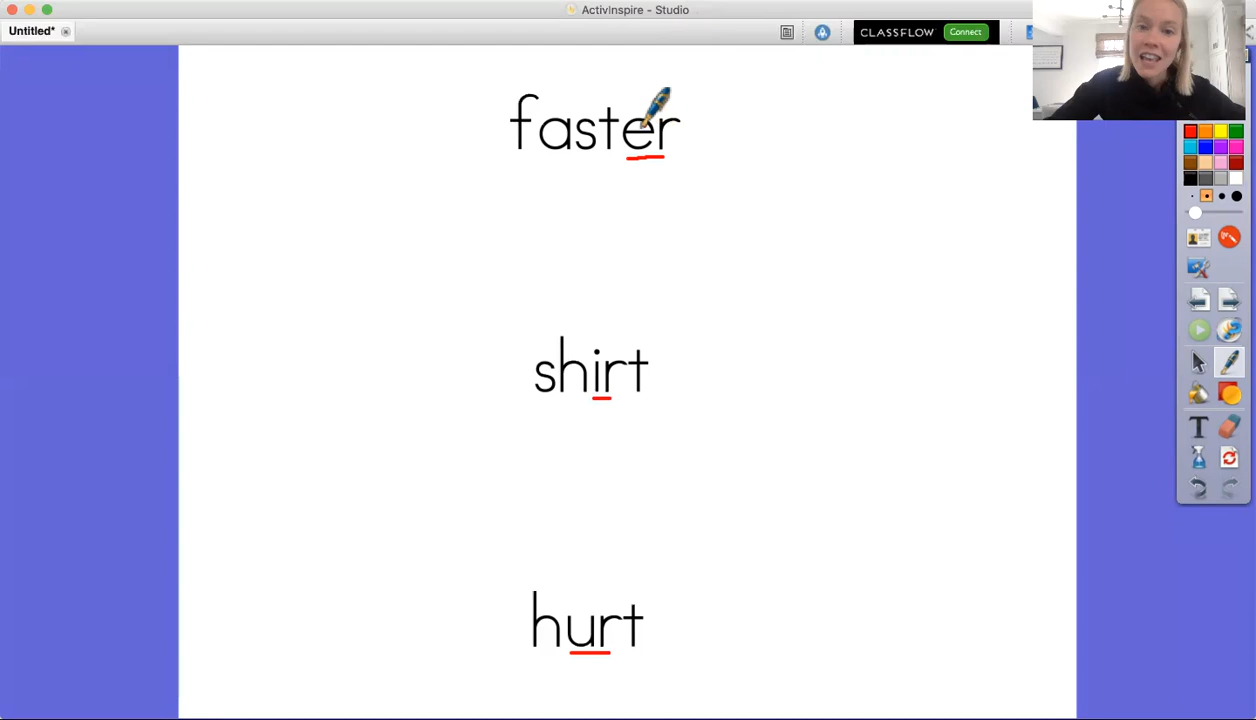 ActivInspire - Studio
Untitled*
CLASSFLOW Connect
faster
shirt
hurt
T